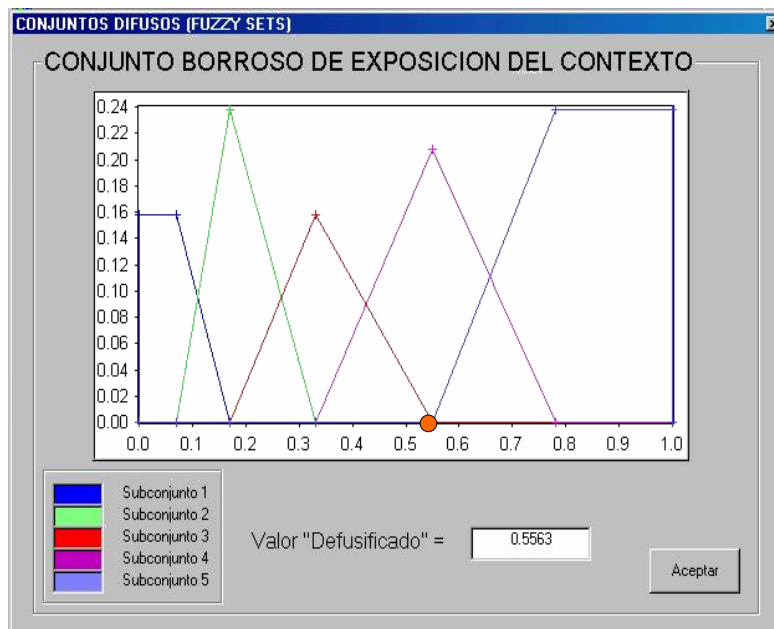 CONJUNTOS DIFUSOS (FUZZY SETS)
CONJUNTO BORROSO DE EXPOSICION DEL CONTEXTO
0.24
0.22
0.20
0.18
0.16
0.14
0.12
0.10
0.08
0.06
0.04
0.02
0.00
0.0 0.1 0.2 0.3 0.4 0.5 0.6 0.7 0.8 0.9 1.0
Subconjunto 1
Subconjunto 2
Subconjunto 3
Subconjunto 4
Subconjunto 5
Valor "Defusificado" = 0.5563
Aceptar